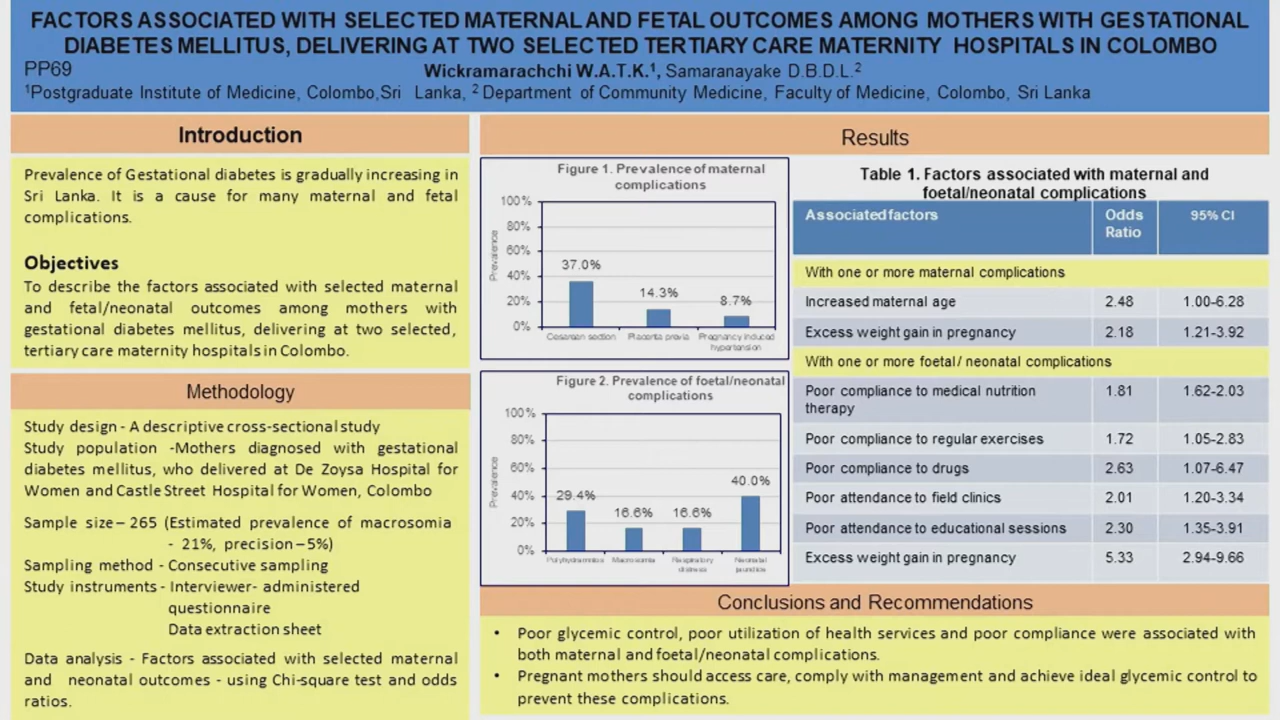 FACTORS ASSOCIATED WITH SELECTED MATERNAL AND FETAL OUTCOMES AMONG MOTHERS WITH GESTATIONAL
DIABETES MELLITUS, DELIVERING AT TWO SELECTED TERTIARY CARE MATERNITY HOSPITALS IN COLOMBO
PP69
Wickramarachchi W.A.T.K.¹, Samaranayake D.B.D.L.²
¹Postgraduate Institute of Medicine, Colombo,Sri Lanka, ² Department of Community Medicine, Faculty of Medicine, Colombo, Sri Lanka
Introduction
Prevalence of Gestational diabetes is gradually increasing in
Sri Lanka. It is a cause for many maternal and fetal
complications.
Objectives
To describe the factors associated with selected maternal
and fetal/neonatal outcomes among mothers with
gestational diabetes mellitus, delivering at two selected,
tertiary care maternity hospitals in Colombo.
Methodology
Study design - A descriptive cross-sectional study
Study population -Mothers diagnosed with gestational
diabetes mellitus, who delivered at De Zoysa Hospital for
Women and Castle Street Hospital for Women, Colombo
Sample size – 265 (Estimated prevalence of macrosomia
- 21%, precision – 5%)
Sampling method - Consecutive sampling
Study instruments - Interviewer- administered
questionnaire
Data extraction sheet
Data analysis - Factors associated with selected maternal
and neonatal outcomes - using Chi-square test and odds
ratios.
Results
Figure 1. Prevalence of maternal
complications
Prevalence
100%
80%
60%
40%
20%
0%
37.0%
14.3%
8.7%
Cesarean section
Placenta previa
Pregnancy induced
hypertension
Figure 2. Prevalence of foetal/neonatal
complications
Prevalence
100%
80%
60%
40%
20%
0%
29.4%
16.6%
16.6%
40.0%
Polyhydramnios
Macrosomia
Respiratory
distress
Neonatal
jaundice
Table 1. Factors associated with maternal and
foetal/neonatal complications
Associated factors Odds 95% CI
Ratio
With one or more maternal complications
Increased maternal age 2.48 1.00-6.28
Excess weight gain in pregnancy 2.18 1.21-3.92
With one or more foetal / neonatal complications
Poor compliance to medical nutrition 1.81 1.62-2.03
therapy
Poor compliance to regular exercises 1.72 1.05-2.83
Poor compliance to drugs 2.63 1.07-6.47
Poor attendance to field clinics 2.01 1.20-3.34
Poor attendance to educational sessions 2.30 1.35-3.91
Excess weight gain in pregnancy 5.33 2.94-9.66
Conclusions and Recommendations
• Poor glycemic control, poor utilization of health services and poor compliance were associated with
both maternal and foetal/neonatal complications.
• Pregnant mothers should access care, comply with management and achieve ideal glycemic control to
prevent these complications.